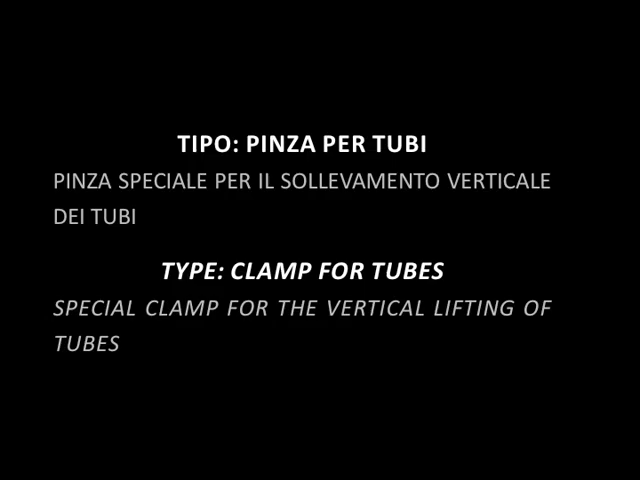 TIPO: PINZA PER TUBI
PINZA SPECIALE PER IL SOLLEVAMENTO VERTICALE
DEI TUBI
TYPE: CLAMP FOR TUBES
SPECIAL CLAMP FOR THE VERTICAL LIFTING OF
TUBES